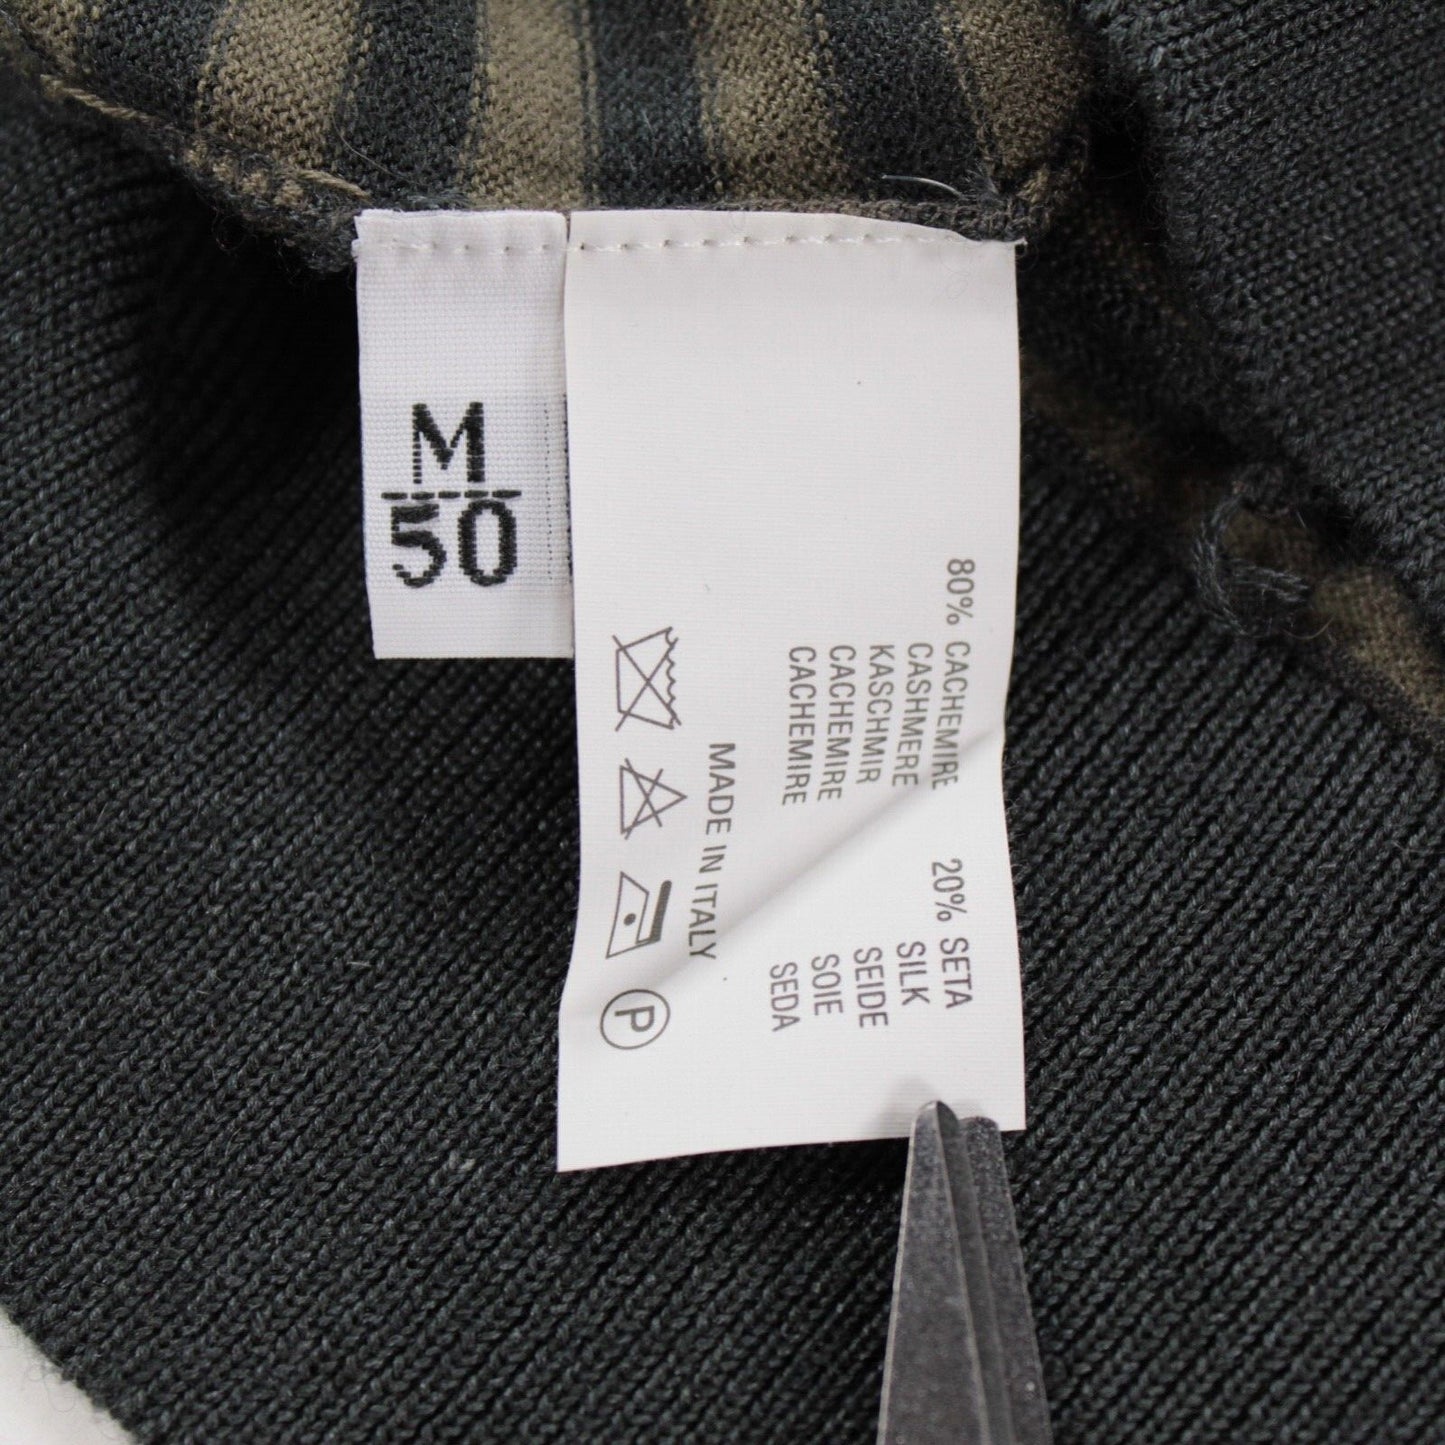 M
50
80% CACHEMIRE
CASHMERE
KASCHMIR
CACHEMIRE
CACHEMIRE
20% SETA
SILK
SEIDE
SOIE
SEDA
MADE IN ITALY
P